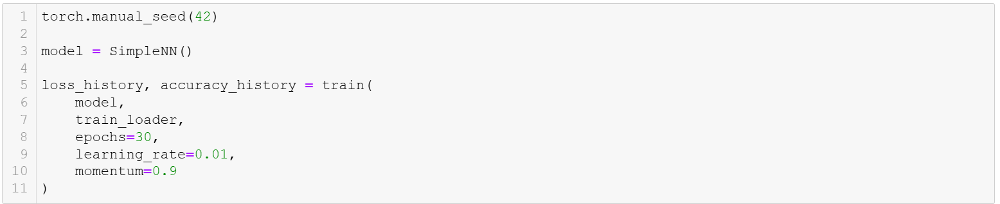 1 torch.manual_seed(42)
2
3 model = SimpleNN()
4
5 loss_history, accuracy_history = train(
6     model,
7     train_loader,
8     epochs=30,
9     learning_rate=0.01,
10     momentum=0.9
11 )